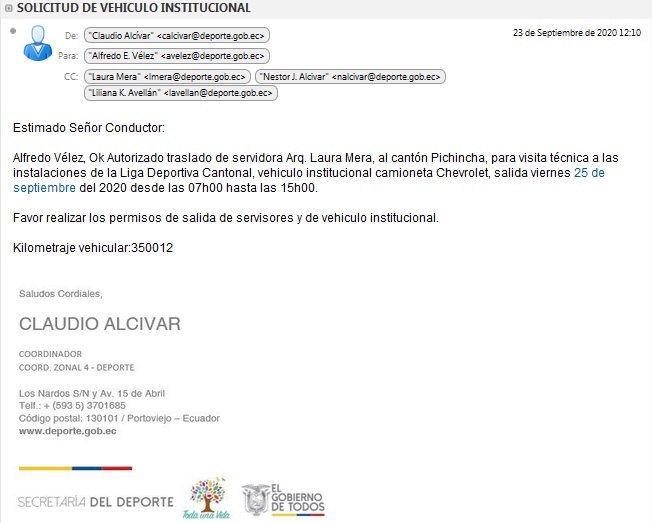 SOLICITUD DE VEHICULO INSTITUCIONAL
De: "Claudio Alcívar" <calcivar@deporte.gob.ec> 23 de Septiembre de 2020 12:10
Para: "Alfredo E. Vélez" <avelez@deporte.gob.ec>
CC: "Laura Mera" <lmera@deporte.gob.ec> "Nestor J. Alcivar" <nalcivar@deporte.gob.ec>
"Liliana K. Avellán" <lavellan@deporte.gob.ec>
Estimado Señor Conductor:
Alfredo Vélez, Ok Autorizado traslado de servidora Arq. Laura Mera, al cantón Pichincha, para visita técnica a las
instalaciones de la Liga Deportiva Cantonal, vehiculo institucional camioneta Chevrolet, salida viernes 25 de
septiembre del 2020 desde las 07h00 hasta las 15h00.
Favor realizar los permisos de salida de servisores y de vehiculo institucional.
Kilometraje vehicular:350012
Saludos Cordiales,
CLAUDIO ALCIVAR
COORDINADOR
COORD. ZONAL 4 - DEPORTE
Los Nardos S/N y Av. 15 de Abril
Telf.: + (593 5) 3701685
Código postal: 130101 / Portoviejo – Ecuador
www.deporte.gob.ec
SECRETARÍA DEL DEPORTE
Toda una Vida
EL
GOBIERNO
DE TODOS